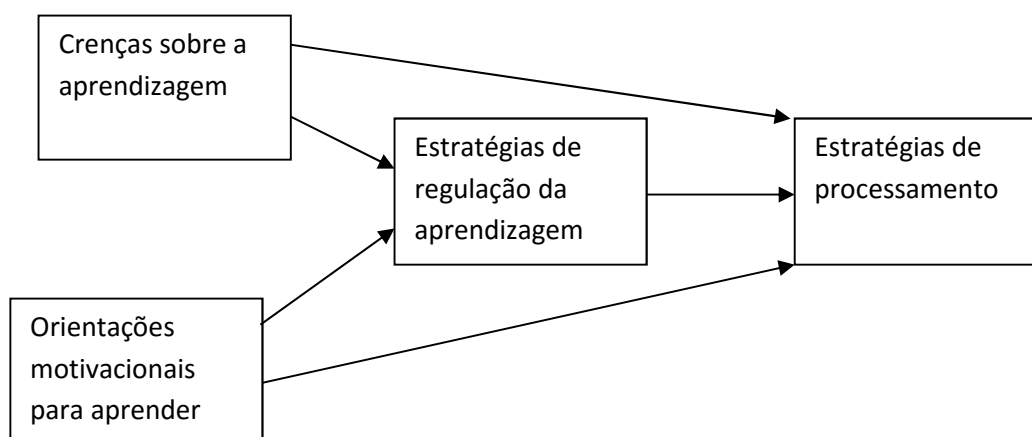 Crenças sobre a
aprendizagem
Estratégias de
regulação da
aprendizagem
Estratégias de
processamento
Orientações
motivacionais
para aprender